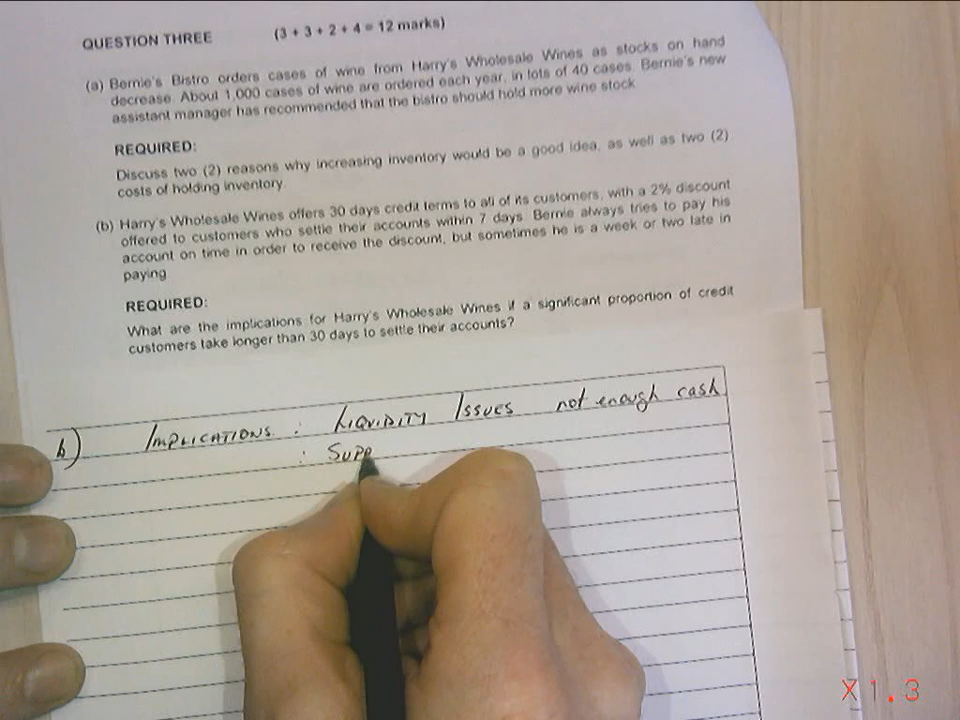 QUESTION THREE (3 + 3 + 2 + 4 = 12 marks)
(a) Bernie's Bistro orders cases of wine from Harry's Wholesale Wines as stocks on hand
decrease. About 1,000 cases of wine are ordered each year, in lots of 40 cases. Bernie's new
assistant manager has recommended that the bistro should hold more wine stock.
REQUIRED:
Discuss two (2) reasons why increasing inventory would be a good idea, as well as two (2)
costs of holding inventory.
(b) Harry's Wholesale Wines offers 30 days credit terms to all of its customers, with a 2% discount
offered to customers who settle their accounts within 7 days. Bernie always tries to pay his
account on time in order to receive the discount, but sometimes he is a week or two late in
paying.
REQUIRED:
What are the implications for Harry's Wholesale Wines if a significant proportion of credit
customers take longer than 30 days to settle their accounts?
b) IMPLICATIONS : LIQUIDITY ISSUES not enough cash
: SUPP
X1.3